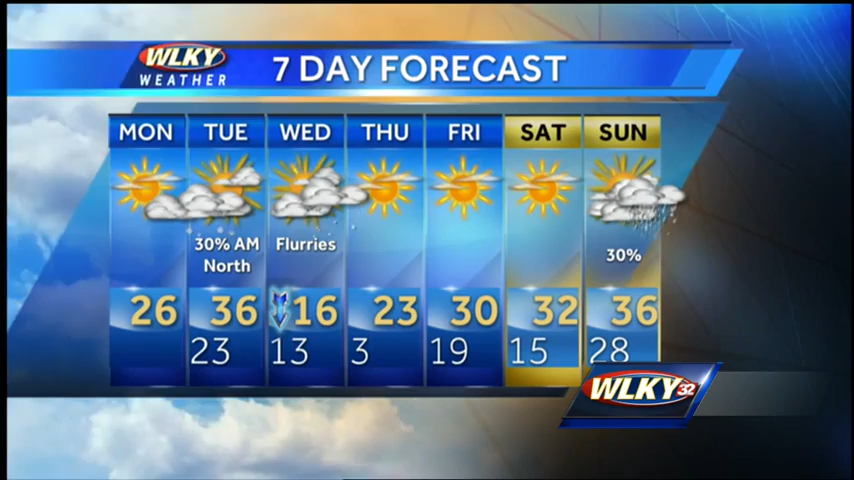 WLKY
WEATHER
7 DAY FORECAST
MON TUE WED THU FRI SAT SUN
30% AM
North
Flurries
30%
26 36 16 23 30 32 36
23 13 3 19 15 28
WLKY 32